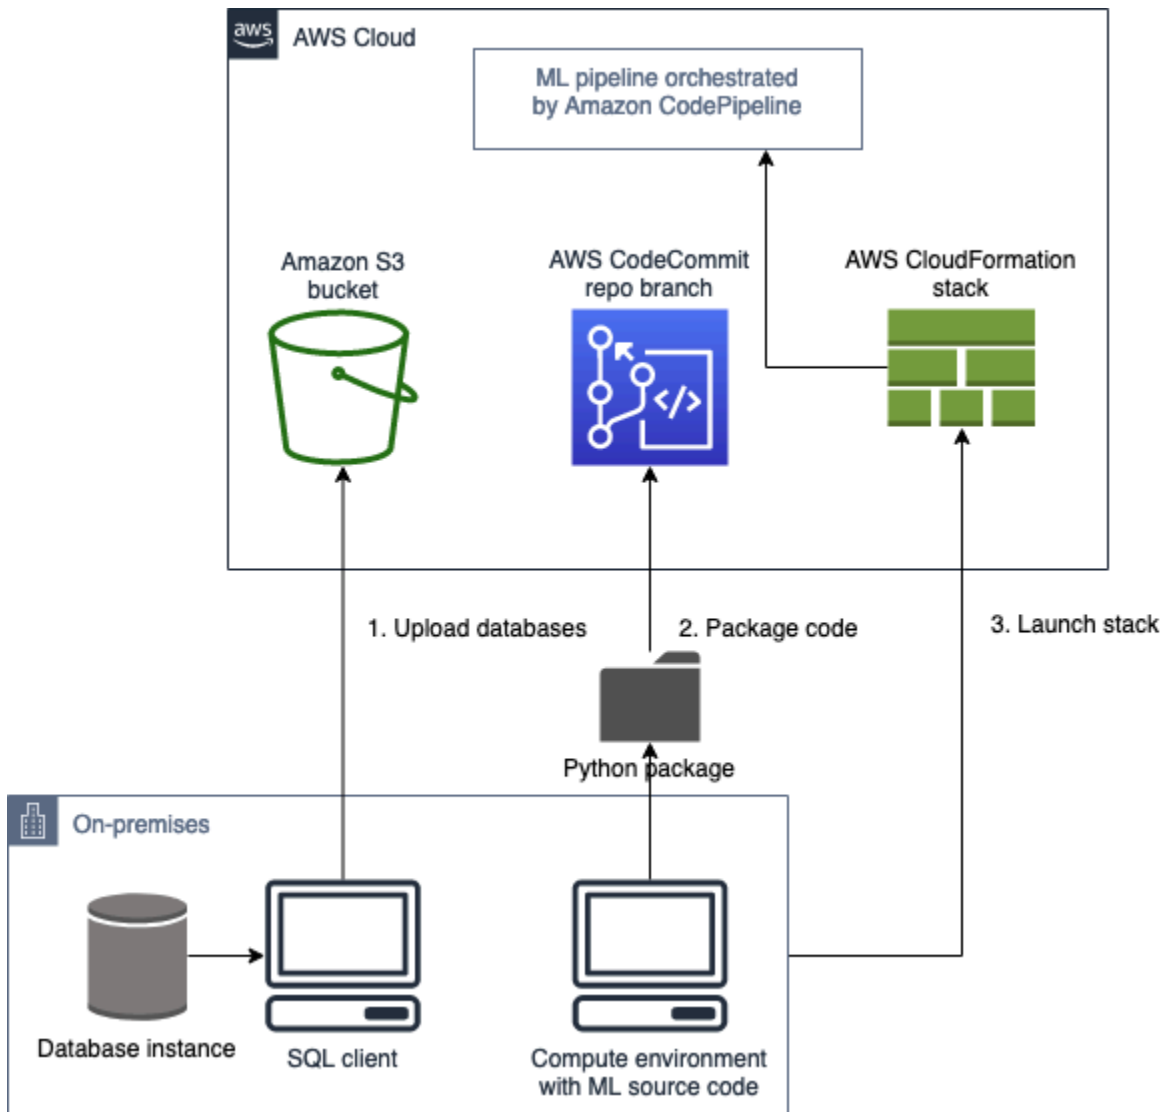 aws
AWS Cloud
ML pipeline orchestrated
by Amazon CodePipeline
Amazon S3
bucket
AWS CodeCommit
repo branch
AWS CloudFormation
stack
</>
1. Upload databases
2. Package code
3. Launch stack
Python package
On-premises
Database instance
SQL client
Compute environment
with ML source code